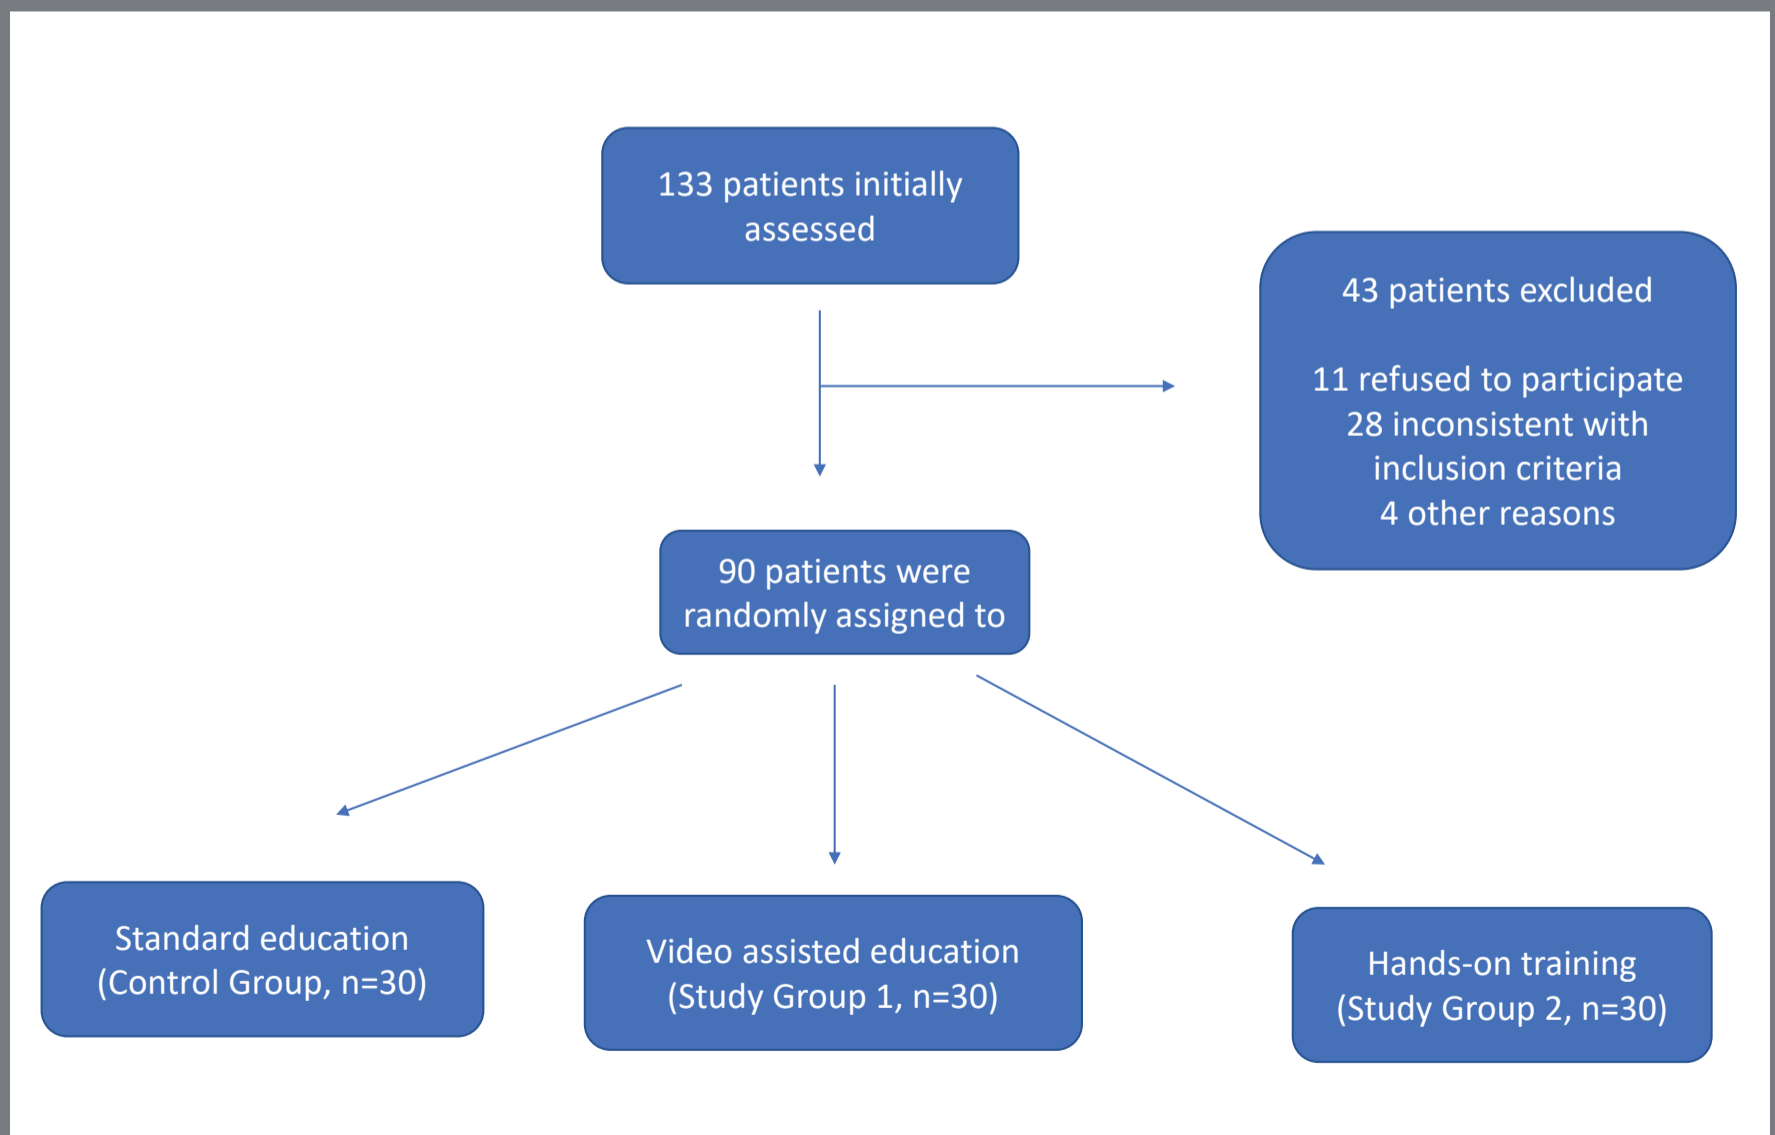 133 patients initially
assessed
43 patients excluded
11 refused to participate
28 inconsistent with
inclusion criteria
4 other reasons
90 patients were
randomly assigned to
Standard education
(Control Group, n=30)
Video assisted education
(Study Group 1, n=30)
Hands-on training
(Study Group 2, n=30)